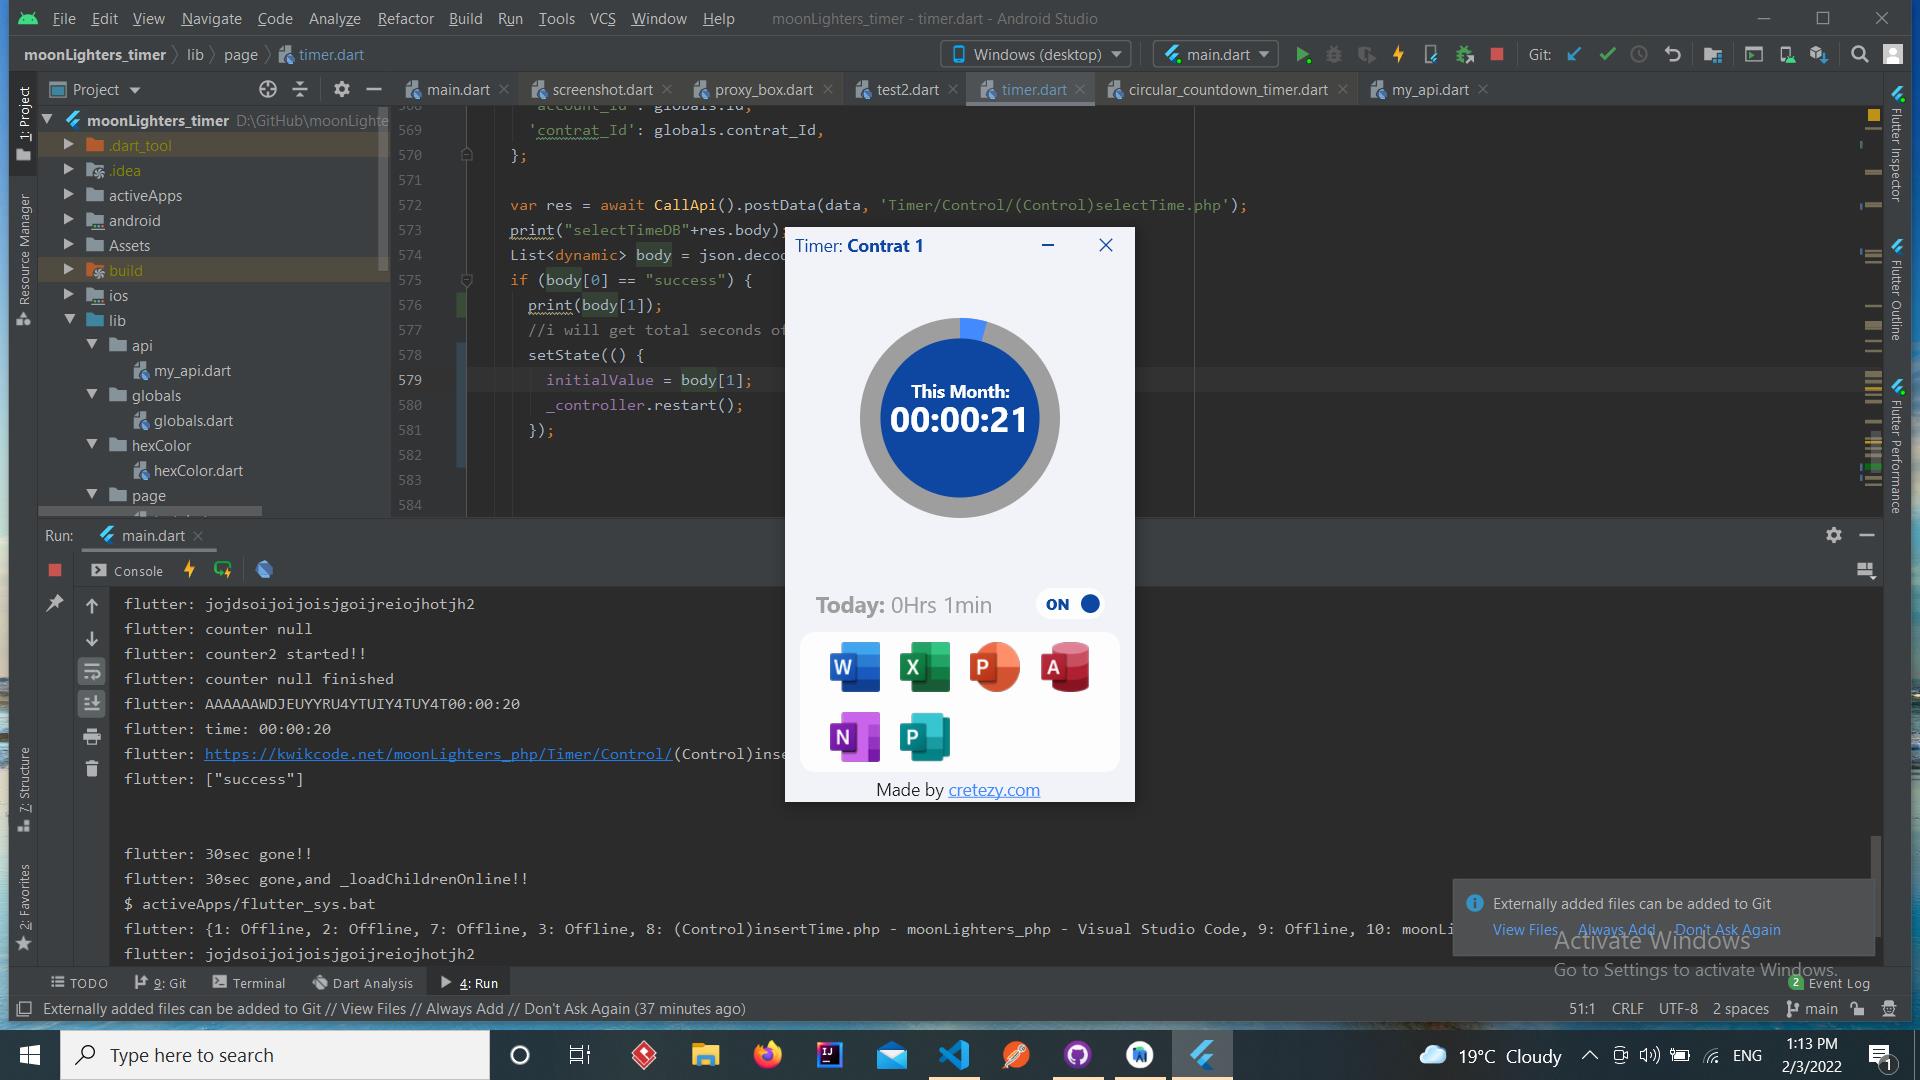 File Edit View Navigate Code Analyze Refactor Build Run Tools VCS Window Help moonLighters_timer - timer.dart - Android Studio
moonLighters_timer lib page timer.dart Windows (desktop) main.dart Git:
Project main.dart screenshot.dart proxy_box.dart test2.dart timer.dart circular_countdown_timer.dart my_api.dart
1: Project
Resource Manager
7: Structure
2: Favorites
moonLighters_timer D:\GitHub\moonLighte
.dart_tool
.idea
activeApps
android
Assets
build
ios
lib
api
my_api.dart
globals
globals.dart
hexColor
hexColor.dart
page
569 'contrat_Id': globals.contrat_Id,
570 };
571
572 var res = await CallApi().postData(data, 'Timer/Control/(Control)selectTime.php');
573 print("selectTimeDB"+res.body);
574 List<dynamic> body = json.deco
575 if (body[0] == "success") {
576 print(body[1]);
577 //i will get total seconds of
578 setState(() {
579 initialValue = body[1];
580 _controller.restart();
581 });
582
583
584
Flutter Inspector
Flutter Outline
Flutter Performance
Timer: Contrat 1
This Month:
00:00:21
Today: 0Hrs 1min ON
W X P A
N P
Made by cretezy.com
Run: main.dart
Console
flutter: jojdsoijoijoisjgoijreiojhotjh2
flutter: counter null
flutter: counter2 started!!
flutter: counter null finished
flutter: AAAAAAWDJEUYYRU4YTUIY4TUY4T00:00:20
flutter: time: 00:00:20
flutter: https://kwikcode.net/moonLighters_php/Timer/Control/(Control)inse
flutter: ["success"]
flutter: 30sec gone!!
flutter: 30sec gone,and _loadChildrenOnline!!
$ activeApps/flutter_sys.bat
flutter: {1: Offline, 2: Offline, 7: Offline, 3: Offline, 8: (Control)insertTime.php - moonLighters_php - Visual Studio Code, 9: Offline, 10: moonLi
flutter: jojdsoijoijoisjgoijreiojhotjh2
Externally added files can be added to Git
View Files Always Add Don't Ask Again
Activate Windows
Go to Settings to activate Windows.
TODO 9: Git Terminal Dart Analysis 4: Run 2 Event Log
Externally added files can be added to Git // View Files // Always Add // Don't Ask Again (37 minutes ago) 51:1 CRLF UTF-8 2 spaces main
Type here to search 19°C Cloudy ENG 1:13 PM
2/3/2022 1